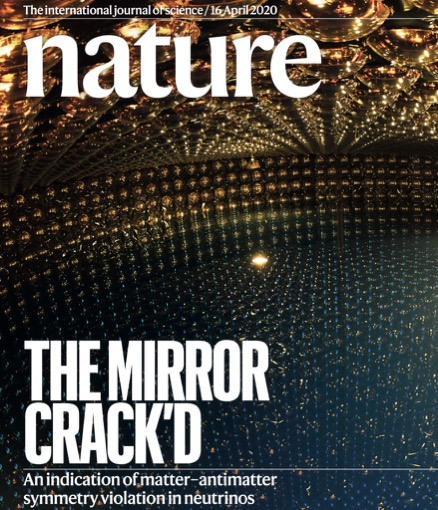 The international journal of science / 16 April 2020
nature
THE MIRROR
CRACK'D
An indication of matter–antimatter
symmetry violation in neutrinos